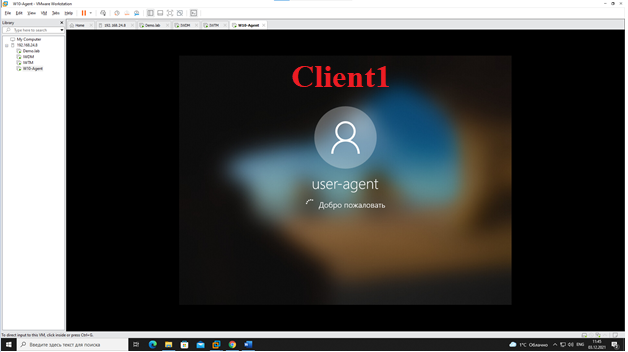 W10-Agent - VMware Workstation
File Edit View VM Tabs Help
Library
Type here to search
My Computer
192.168.24.8
Demo.lab
IWDM
IWTM
W10-Agent
Home 192.168.24.8 Demo.lab IWDM IWTM W10-Agent
Client1
user-agent
Добро пожаловать
To direct input to this VM, click inside or press Ctrl+G.
Введите здесь текст для поиска
1°C Облачно ENG 11:45
03.12.2021